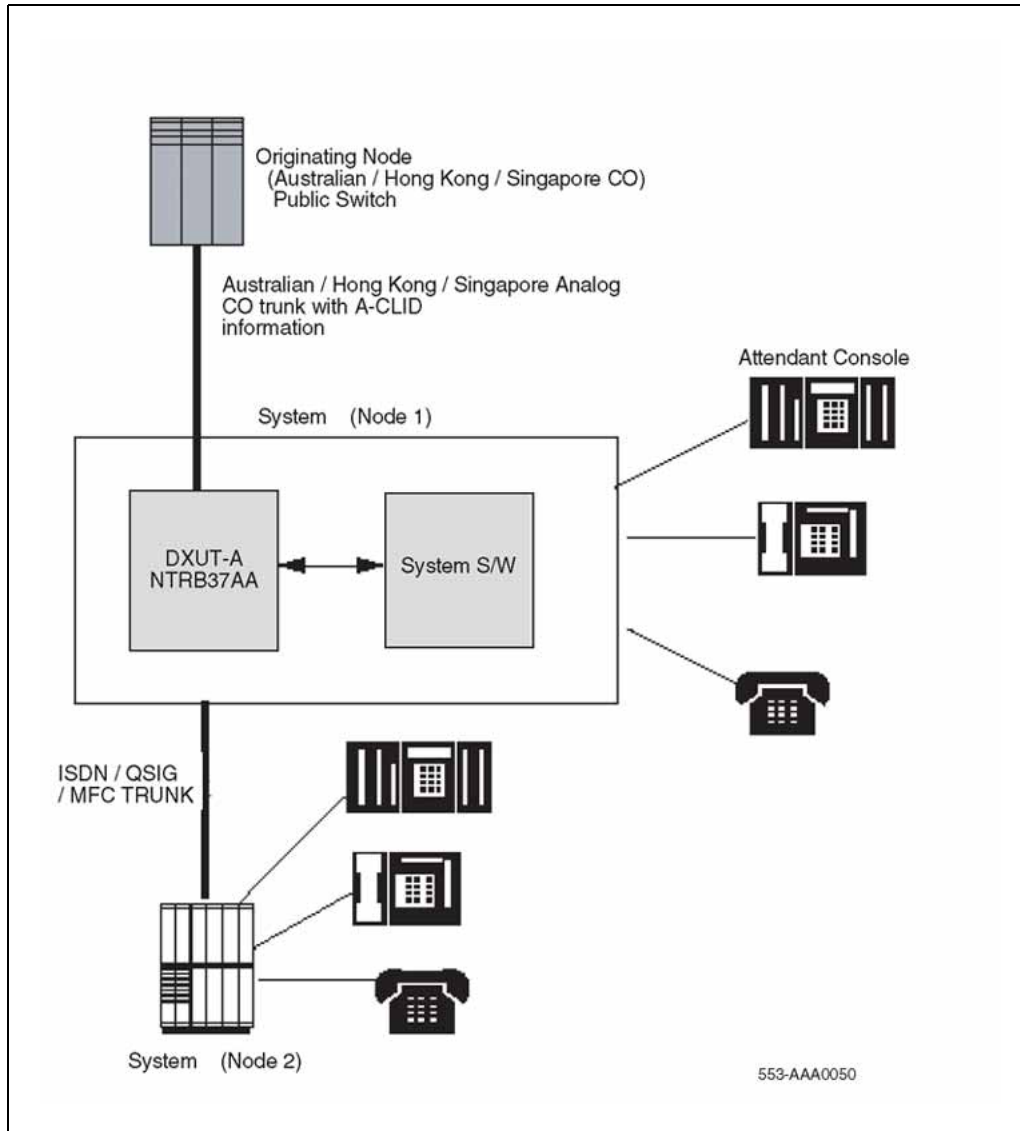 Originating Node
(Australian / Hong Kong / Singapore CO)
Public Switch
Australian / Hong Kong / Singapore Analog
CO trunk with A-CLID
information
Attendant Console
System (Node 1)
DXUT-A
NTRB37AA
System S/W
ISDN / QSIG
/ MFC TRUNK
System (Node 2)
553-AAA0050